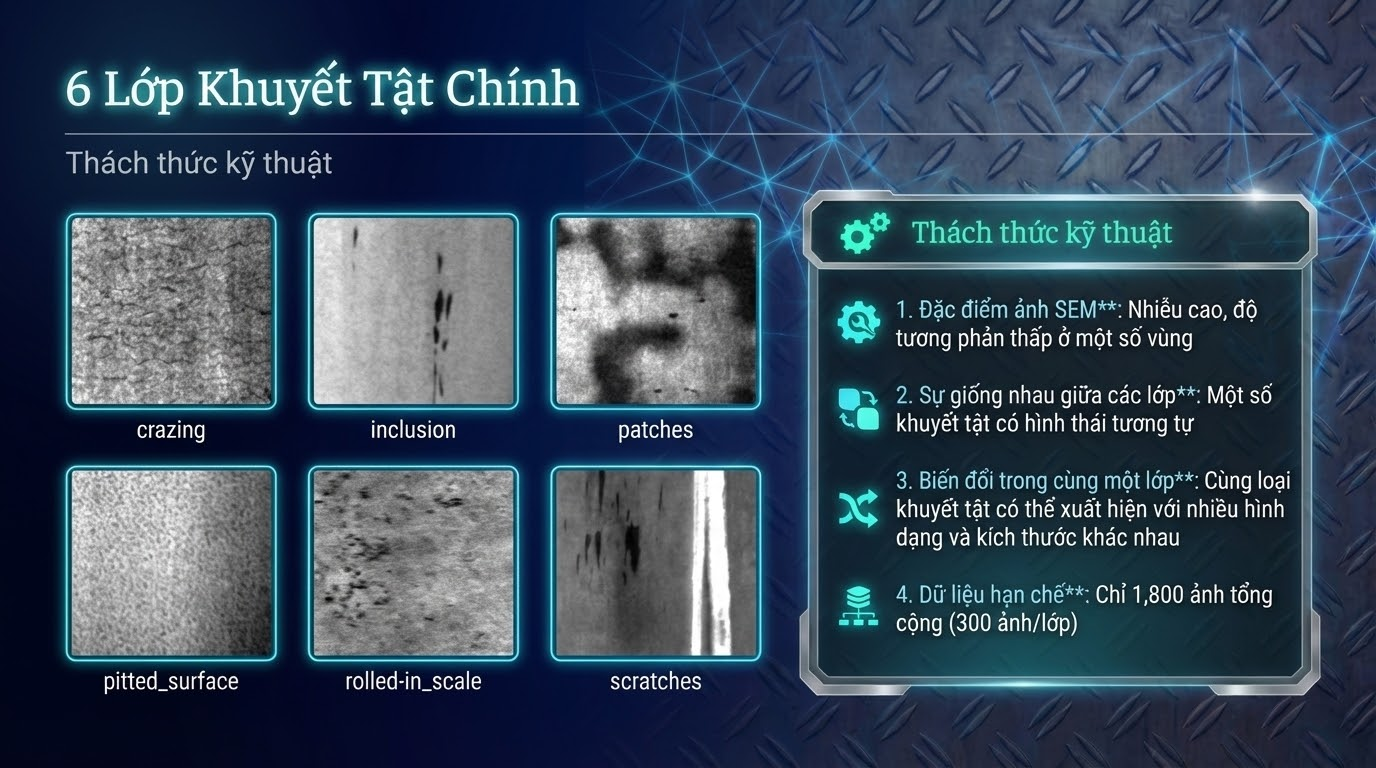 6 Lớp Khuyết Tật Chính
Thách thức kỹ thuật
crazing
inclusion
patches
pitted_surface
rolled-in_scale
scratches
Thách thức kỹ thuật
1. Đặc điểm ảnh SEM**: Nhiễu cao, độ
tương phản thấp ở một số vùng
2. Sự giống nhau giữa các lớp**: Một số
khuyết tật có hình thái tương tự
3. Biến đổi trong cùng một lớp**: Cùng loại
khuyết tật có thể xuất hiện với nhiều hình
dạng và kích thước khác nhau
4. Dữ liệu hạn chế**: Chỉ 1,800 ảnh tổng
cộng (300 ảnh/lớp)